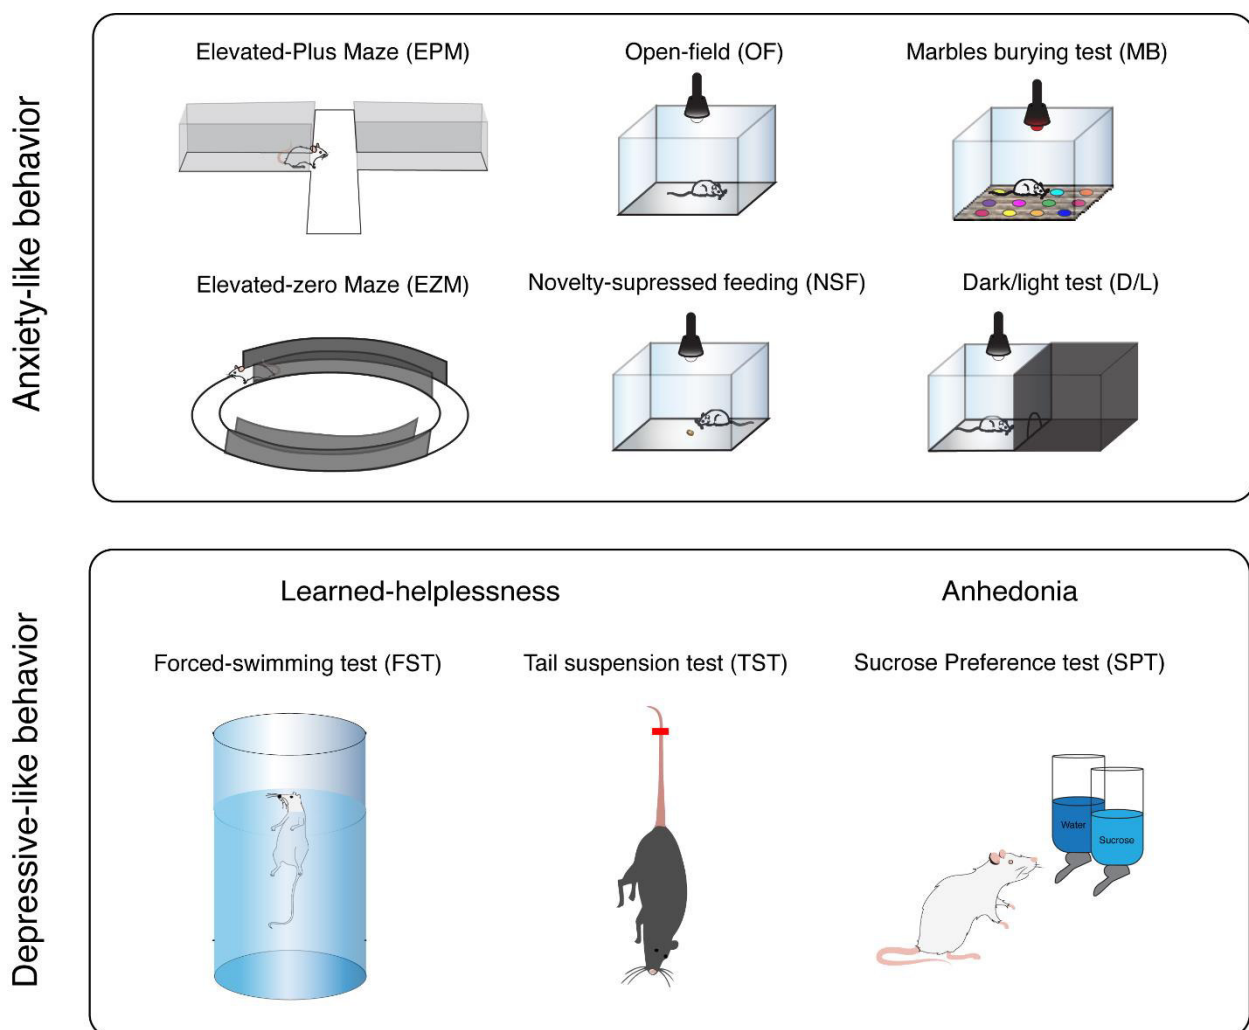 Anxiety-like behavior
Elevated-Plus Maze (EPM)
Open-field (OF)
Marbles burying test (MB)
Elevated-zero Maze (EZM)
Novelty-supressed feeding (NSF)
Dark/light test (D/L)
Depressive-like behavior
Learned-helplessness
Anhedonia
Forced-swimming test (FST)
Tail suspension test (TST)
Sucrose Preference test (SPT)
Water
Sucrose